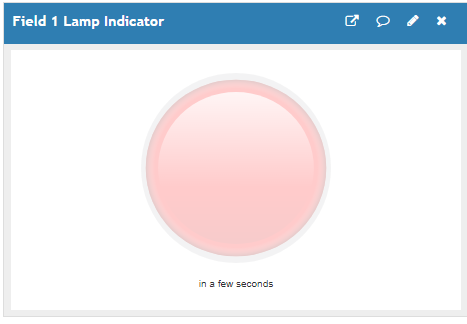 Field 1 Lamp Indicator
in a few seconds